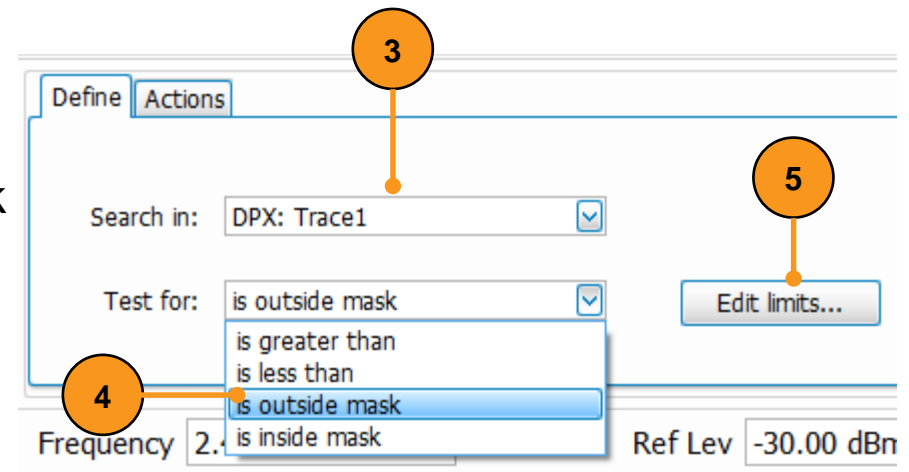 3
Define Actions
5
Search in: DPX: Trace1
Test for: is outside mask Edit limits...
is greater than
is less than
4 is outside mask
is inside mask
Frequency 2. Ref Lev -30.00 dBm